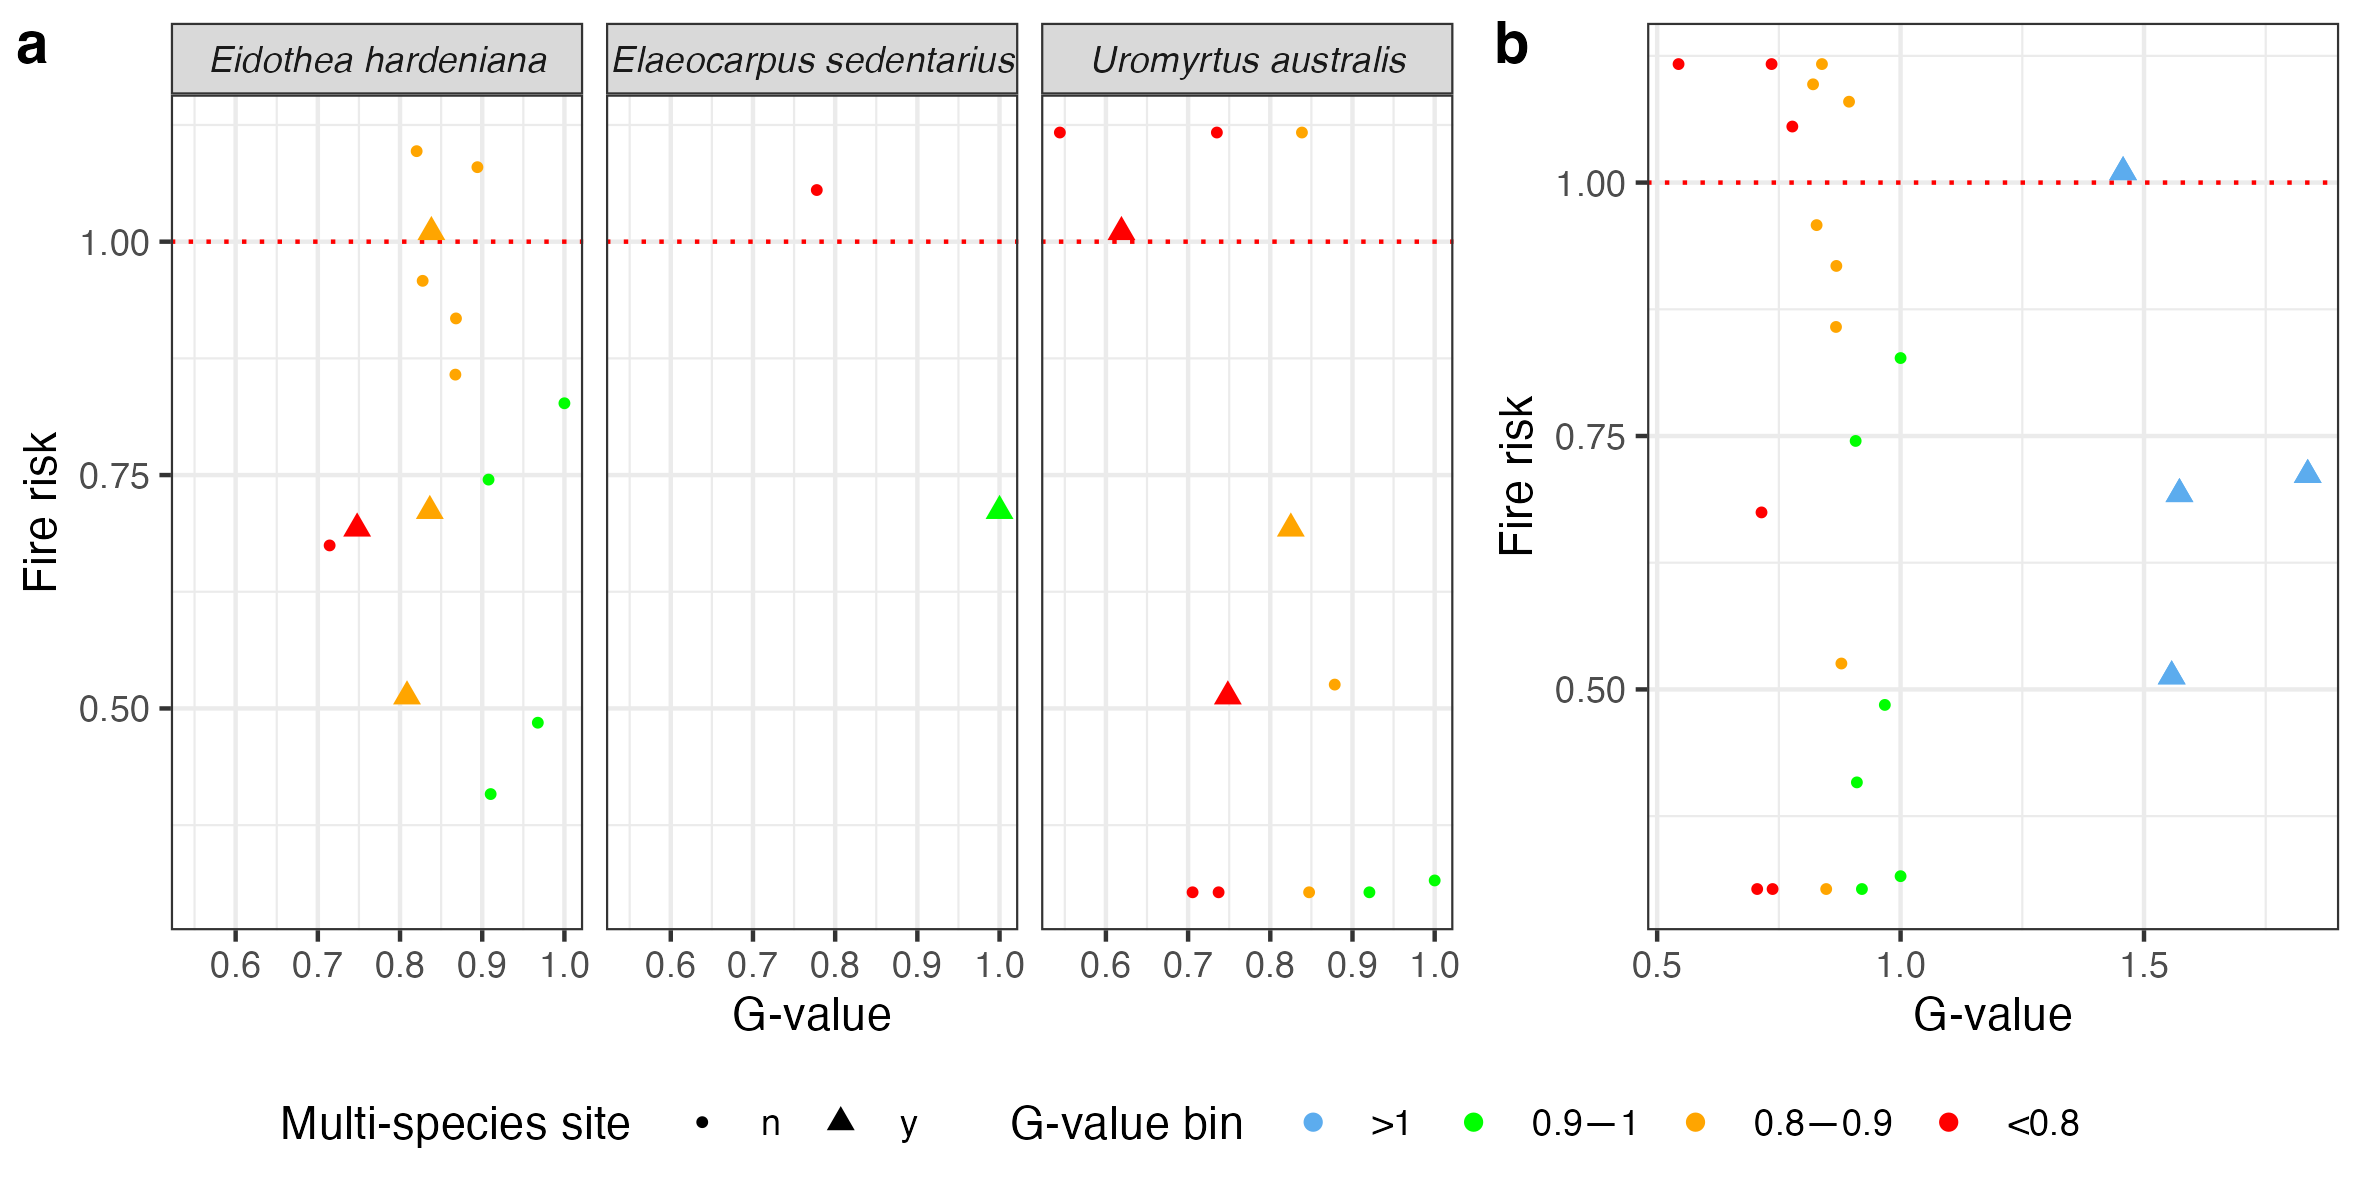 a
Eidothea hardeniana
Elaeocarpus sedentarius
Uromyrtus australis
Fire risk
1.00
0.75
0.50
0.6 0.7 0.8 0.9 1.0
0.6 0.7 0.8 0.9 1.0
0.6 0.7 0.8 0.9 1.0
G-value
b
Fire risk
1.00
0.75
0.50
0.5 1.0 1.5
G-value
Multi-species site n y G-value bin >1 0.9−1 0.8−0.9 <0.8